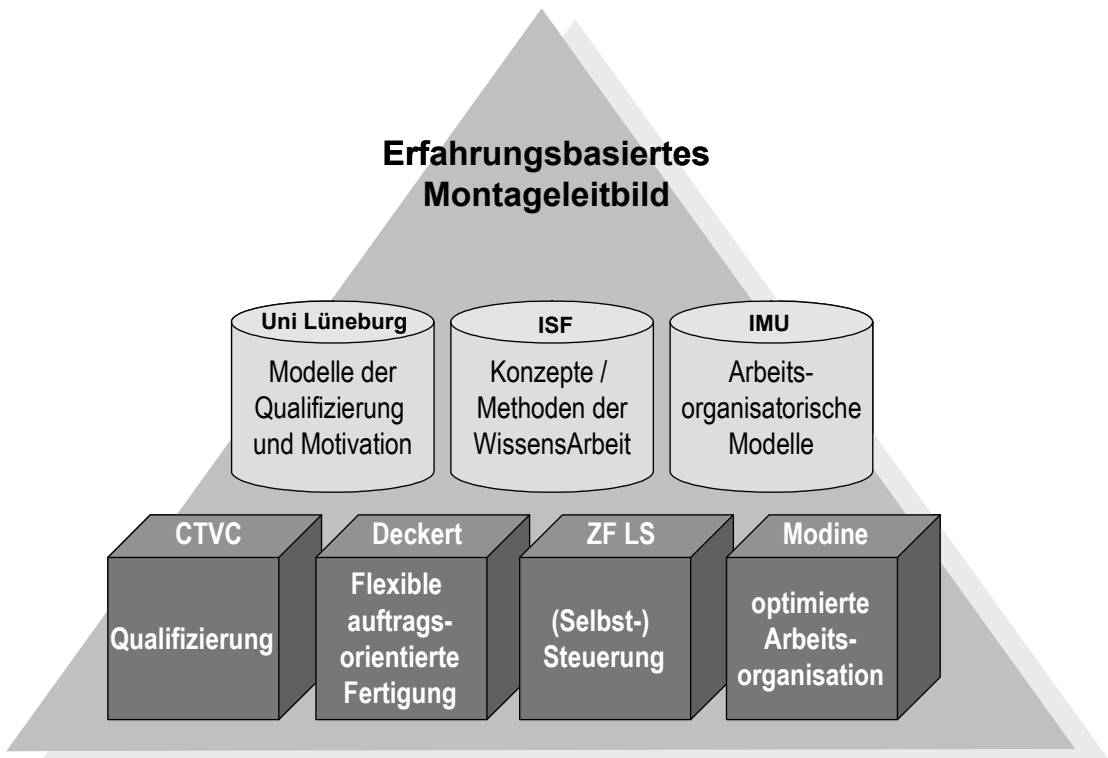 Erfahrungsbasiertes
Montageleitbild
Uni Lüneburg
Modelle der
Qualifizierung
und Motivation
ISF
Konzepte /
Methoden der
WissensArbeit
IMU
Arbeits-
organisatorische
Modelle
CTVC
Qualifizierung
Deckert
Flexible
auftrags-
orientierte
Fertigung
ZF LS
(Selbst-)
Steuerung
Modine
optimierte
Arbeits-
organisation